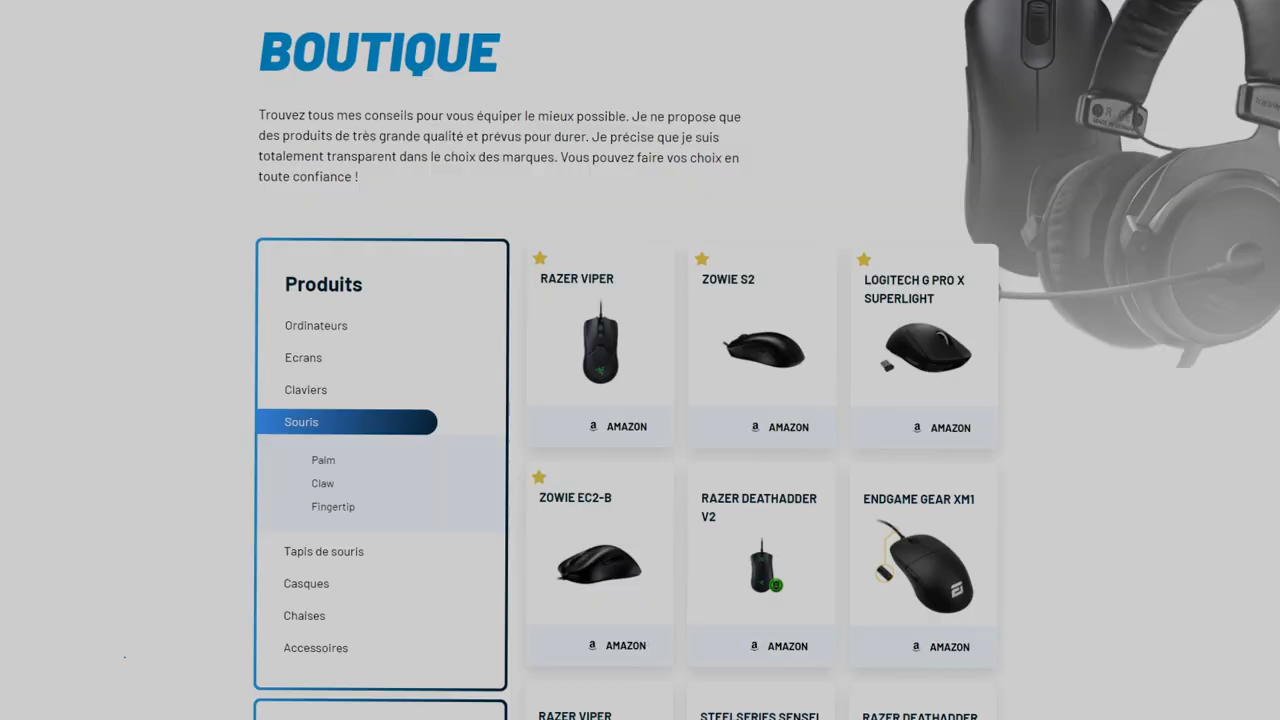 BOUTIQUE
Trouvez tous mes conseils pour vous équiper le mieux possible. Je ne propose que
des produits de très grande qualité et prévus pour durer. Je précise que je suis
totalement transparent dans le choix des marques. Vous pouvez faire vos choix en
toute confiance !
Produits
Ordinateurs
Ecrans
Claviers
Souris
Palm
Claw
Fingertip
Tapis de souris
Casques
Chaises
Accessoires
RAZER VIPER
AMAZON
ZOWIE S2
AMAZON
LOGITECH G PRO X
SUPERLIGHT
AMAZON
ZOWIE EC2-B
AMAZON
RAZER DEATHADDER
V2
AMAZON
ENDGAME GEAR XM1
AMAZON
RAZER VIPER
STEELSERIES SENSEI
RAZER DEATHADDER